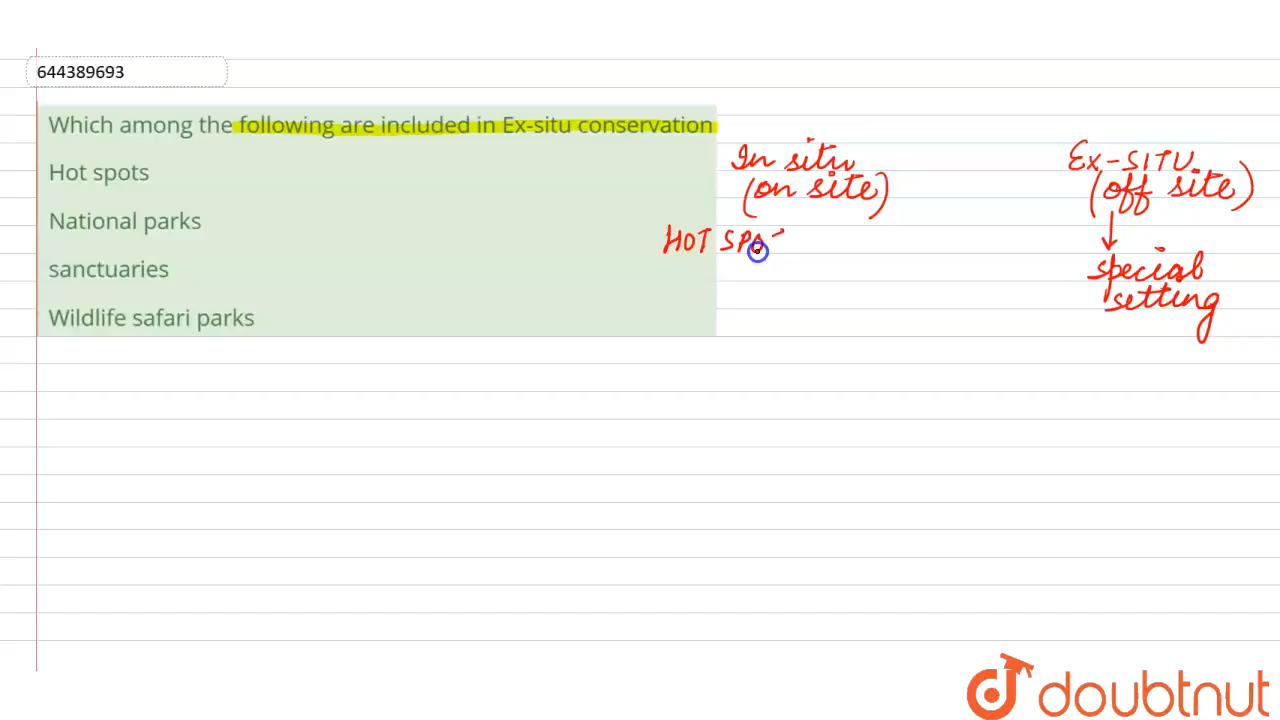 644389693
Which among the following are included in Ex-situ conservation
Hot spots
National parks
sanctuaries
Wildlife safari parks
In situ
(on site)
HOT SPO
EX-SITU
(off site)
special
setting
doubtnut